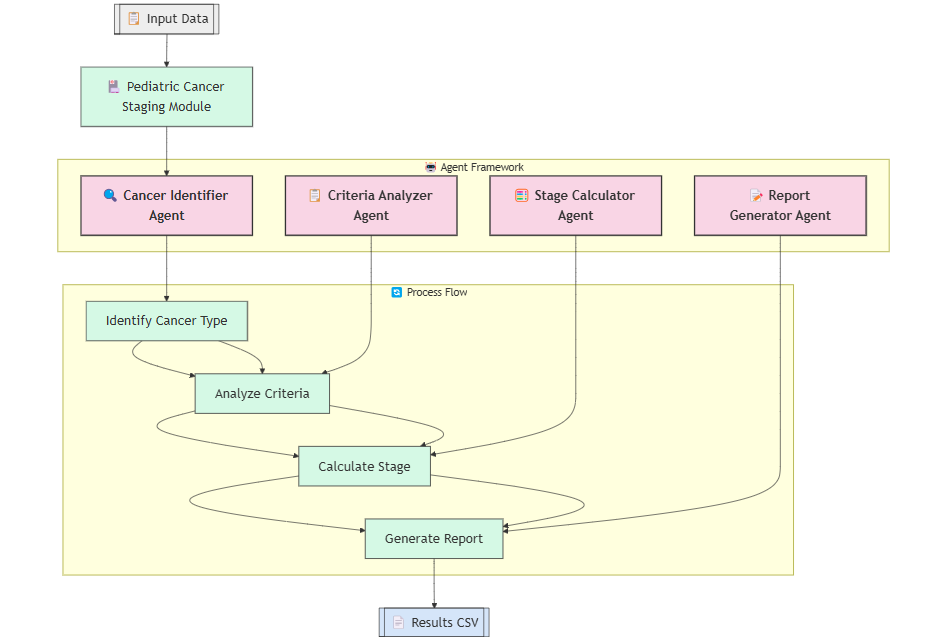 Input Data
Pediatric Cancer
Staging Module
Agent Framework
Cancer Identifier
Agent
Criteria Analyzer
Agent
Stage Calculator
Agent
Report
Generator Agent
Process Flow
Identify Cancer Type
Analyze Criteria
Calculate Stage
Generate Report
Results CSV